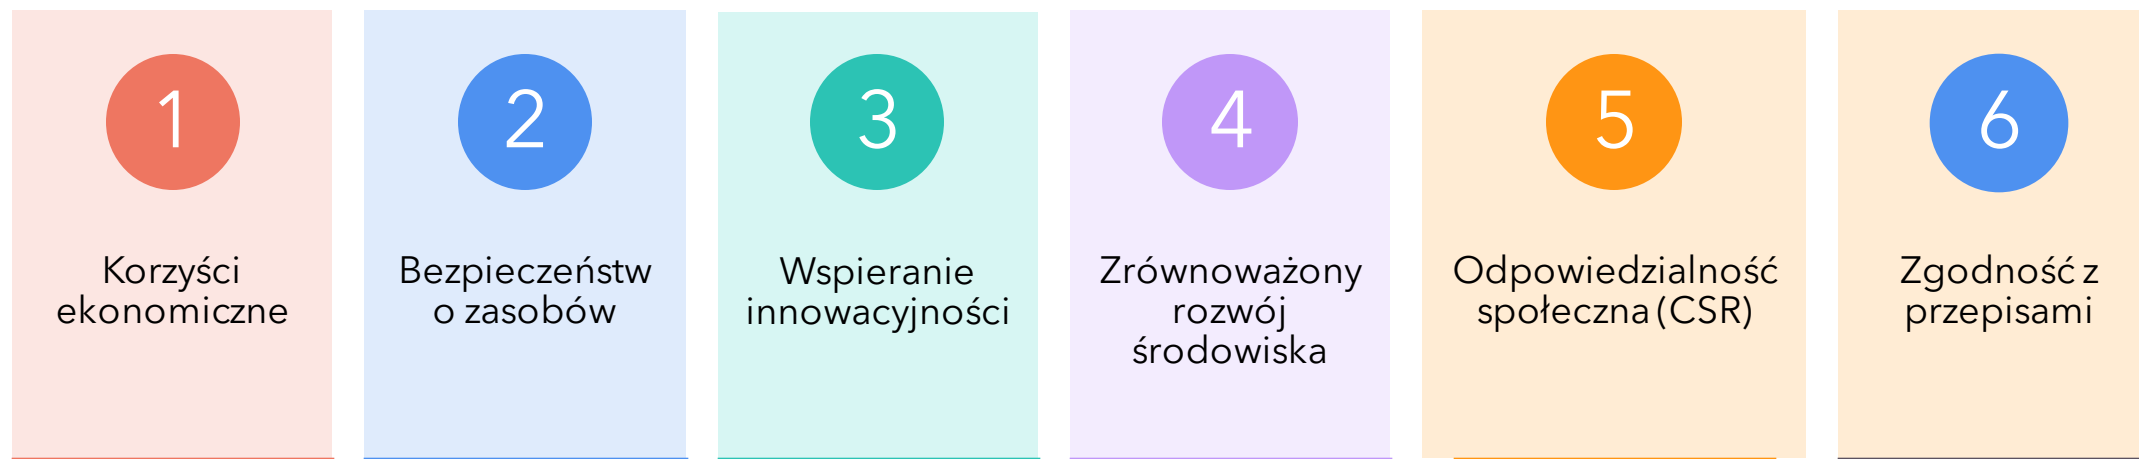 1
Korzyści
ekonomiczne
2
Bezpieczeństw
o zasobów
3
Wspieranie
innowacyjności
4
Zrównoważony
rozwój
środowiska
5
Odpowiedzialność
społeczna (CSR)
6
Zgodność z
przepisami